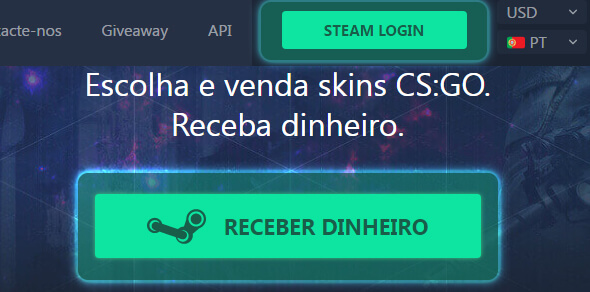 acte-nos Giveaway API STEAM LOGIN USD
PT
Escolha e venda skins CS:GO.
Receba dinheiro.
RECEBER DINHEIRO